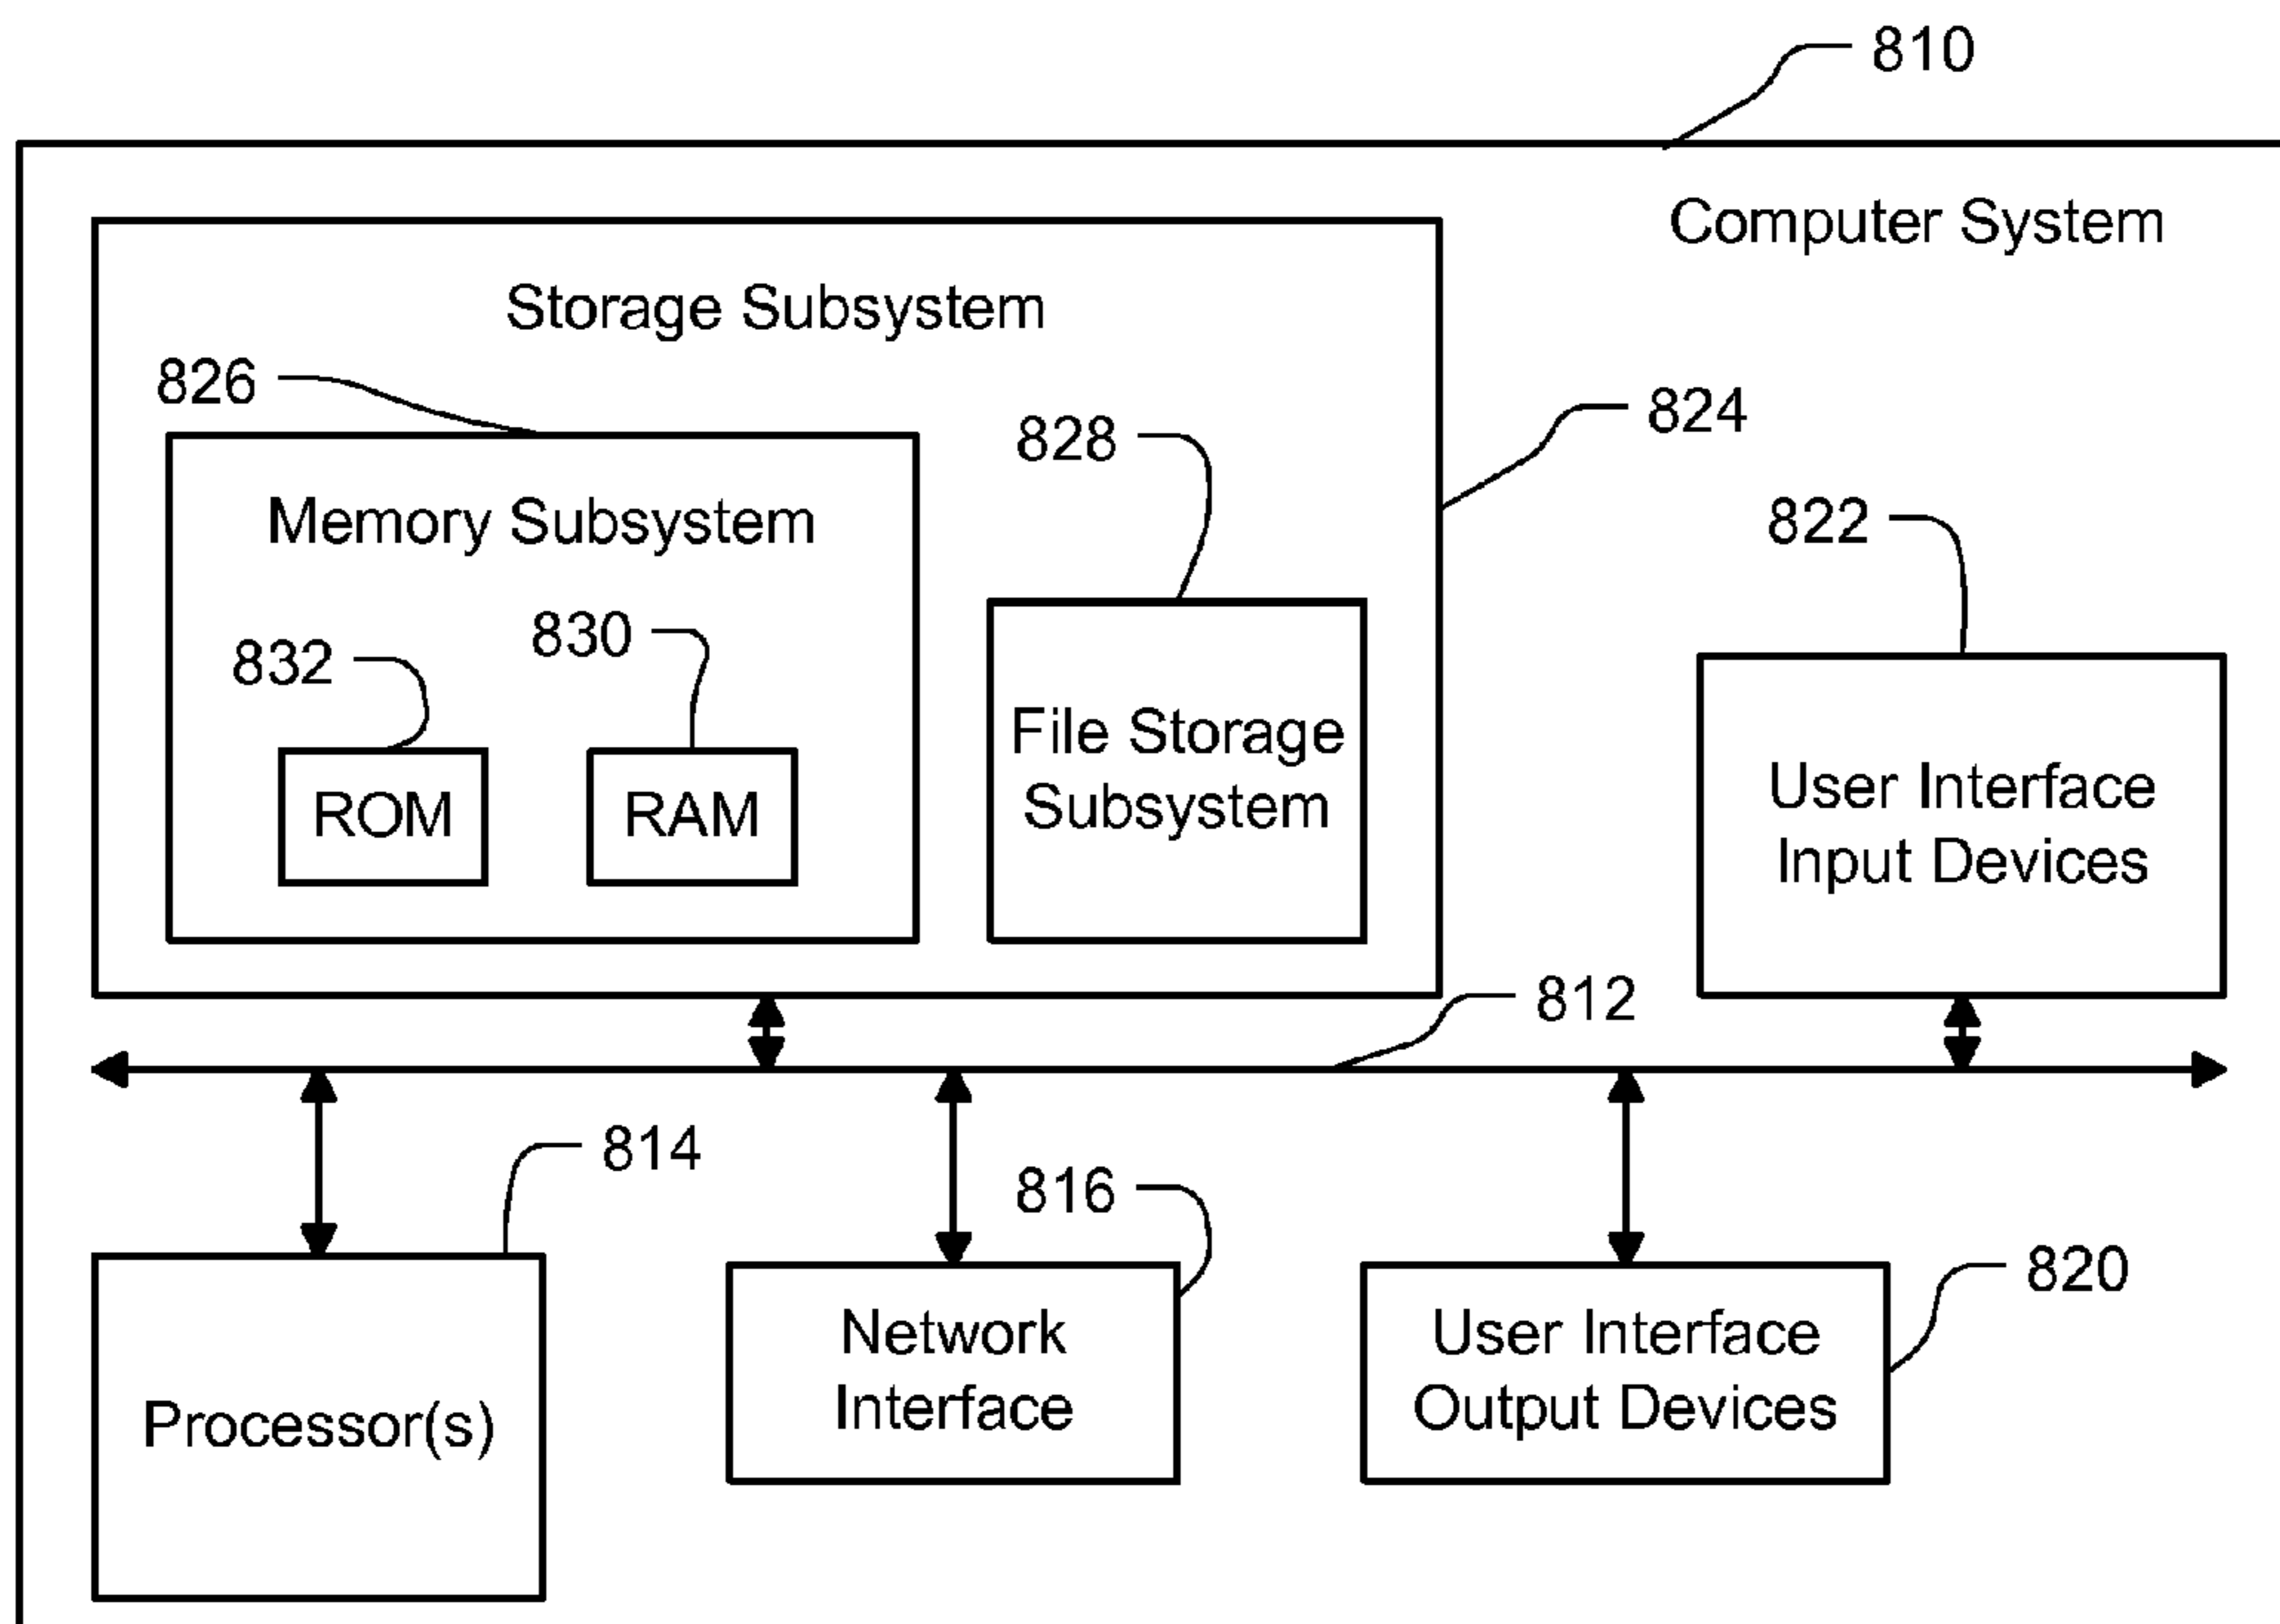 810
Computer System
Storage Subsystem
826
824
828
Memory Subsystem
822
832
830
File Storage
Subsystem
ROM
RAM
User Interface
Input Devices
812
814
816
820
Processor(s)
Network
Interface
User Interface
Output Devices